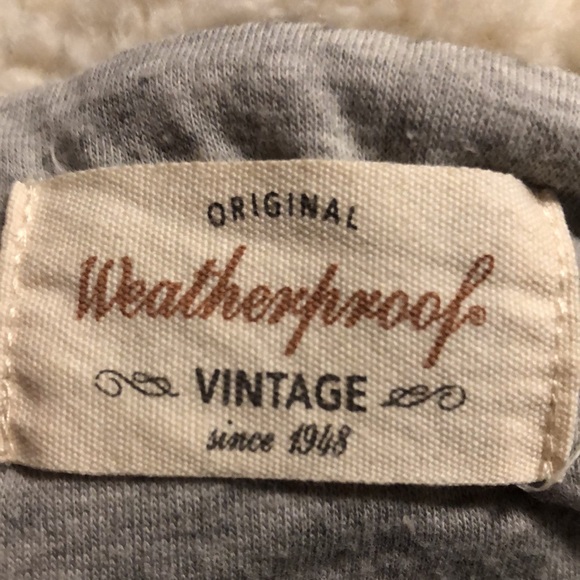 ORIGINAL
Weatherproof®
VINTAGE
since 1948